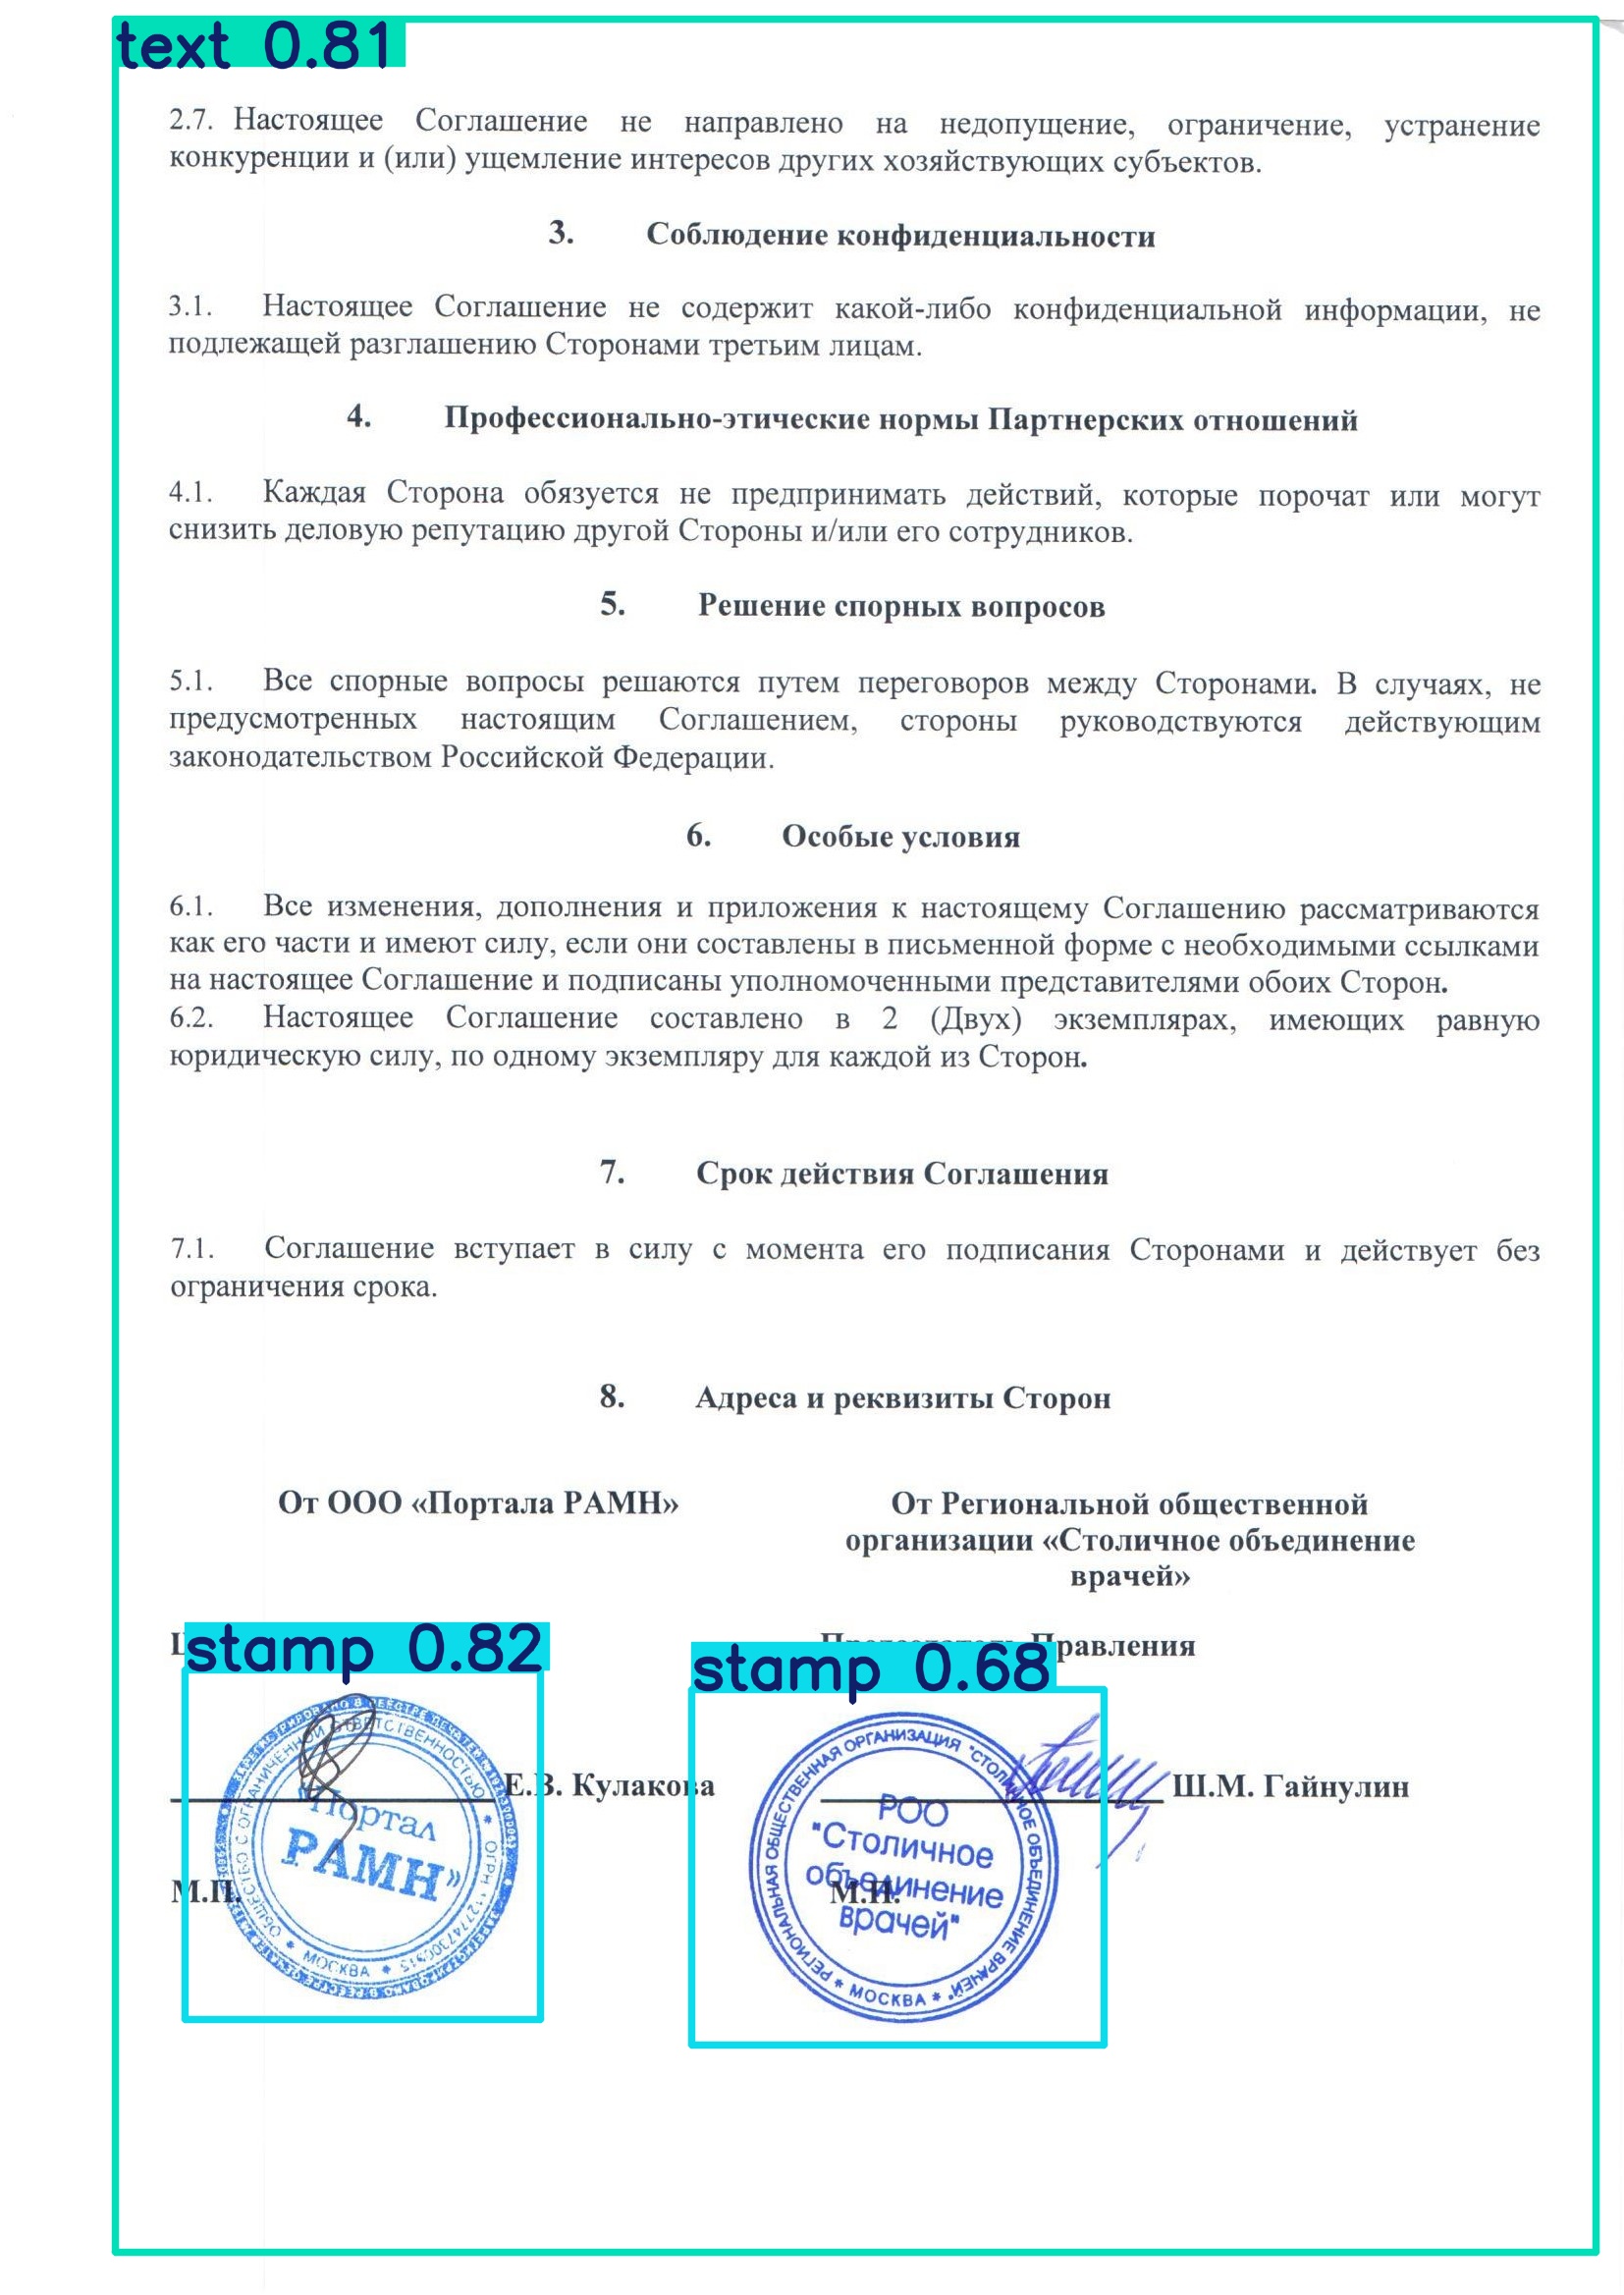 text 0.81
2.7. Настоящее Соглашение не направлено на недопущение, ограничение, устранение
конкуренции и (или) ущемление интересов других хозяйствующих субъектов.
3. Соблюдение конфиденциальности
3.1. Настоящее Соглашение не содержит какой-либо конфиденциальной информации, не
подлежащей разглашению Сторонами третьим лицам.
4. Профессионально-этические нормы Партнерских отношений
4.1. Каждая Сторона обязуется не предпринимать действий, которые порочат или могут
снизить деловую репутацию другой Стороны и/или его сотрудников.
5. Решение спорных вопросов
5.1. Все спорные вопросы решаются путем переговоров между Сторонами. В случаях, не
предусмотренных настоящим Соглашением, стороны руководствуются действующим
законодательством Российской Федерации.
6. Особые условия
6.1. Все изменения, дополнения и приложения к настоящему Соглашению рассматриваются
как его части и имеют силу, если они составлены в письменной форме с необходимыми ссылками
на настоящее Соглашение и подписаны уполномоченными представителями обоих Сторон.
6.2. Настоящее Соглашение составлено в 2 (Двух) экземплярах, имеющих равную
юридическую силу, по одному экземпляру для каждой из Сторон.
7. Срок действия Соглашения
7.1. Соглашение вступает в силу с момента его подписания Сторонами и действует без
ограничения срока.
8. Адреса и реквизиты Сторон
От ООО «Портала РАМН»
От Региональной общественной
организации «Столичное объединение
врачей»
stamp 0.82
stamp 0.68
Правления
Е.В. Кулакова
Ш.М. Гайнулин
М.П.
М.П.
ОБЩЕСТВО С ОГРАНИЧЕННОЙ ОТВЕТСТВЕННОСТЬЮ * ОГРН * МОСКВА *
«Портал
РАМН»
РЕГИОНАЛЬНАЯ ОБЩЕСТВЕННАЯ ОРГАНИЗАЦИЯ "СТОЛИЧНОЕ ОБЪЕДИНЕНИЕ ВРАЧЕЙ" * МОСКВА *
РОО
"Столичное
объединение
врачей"